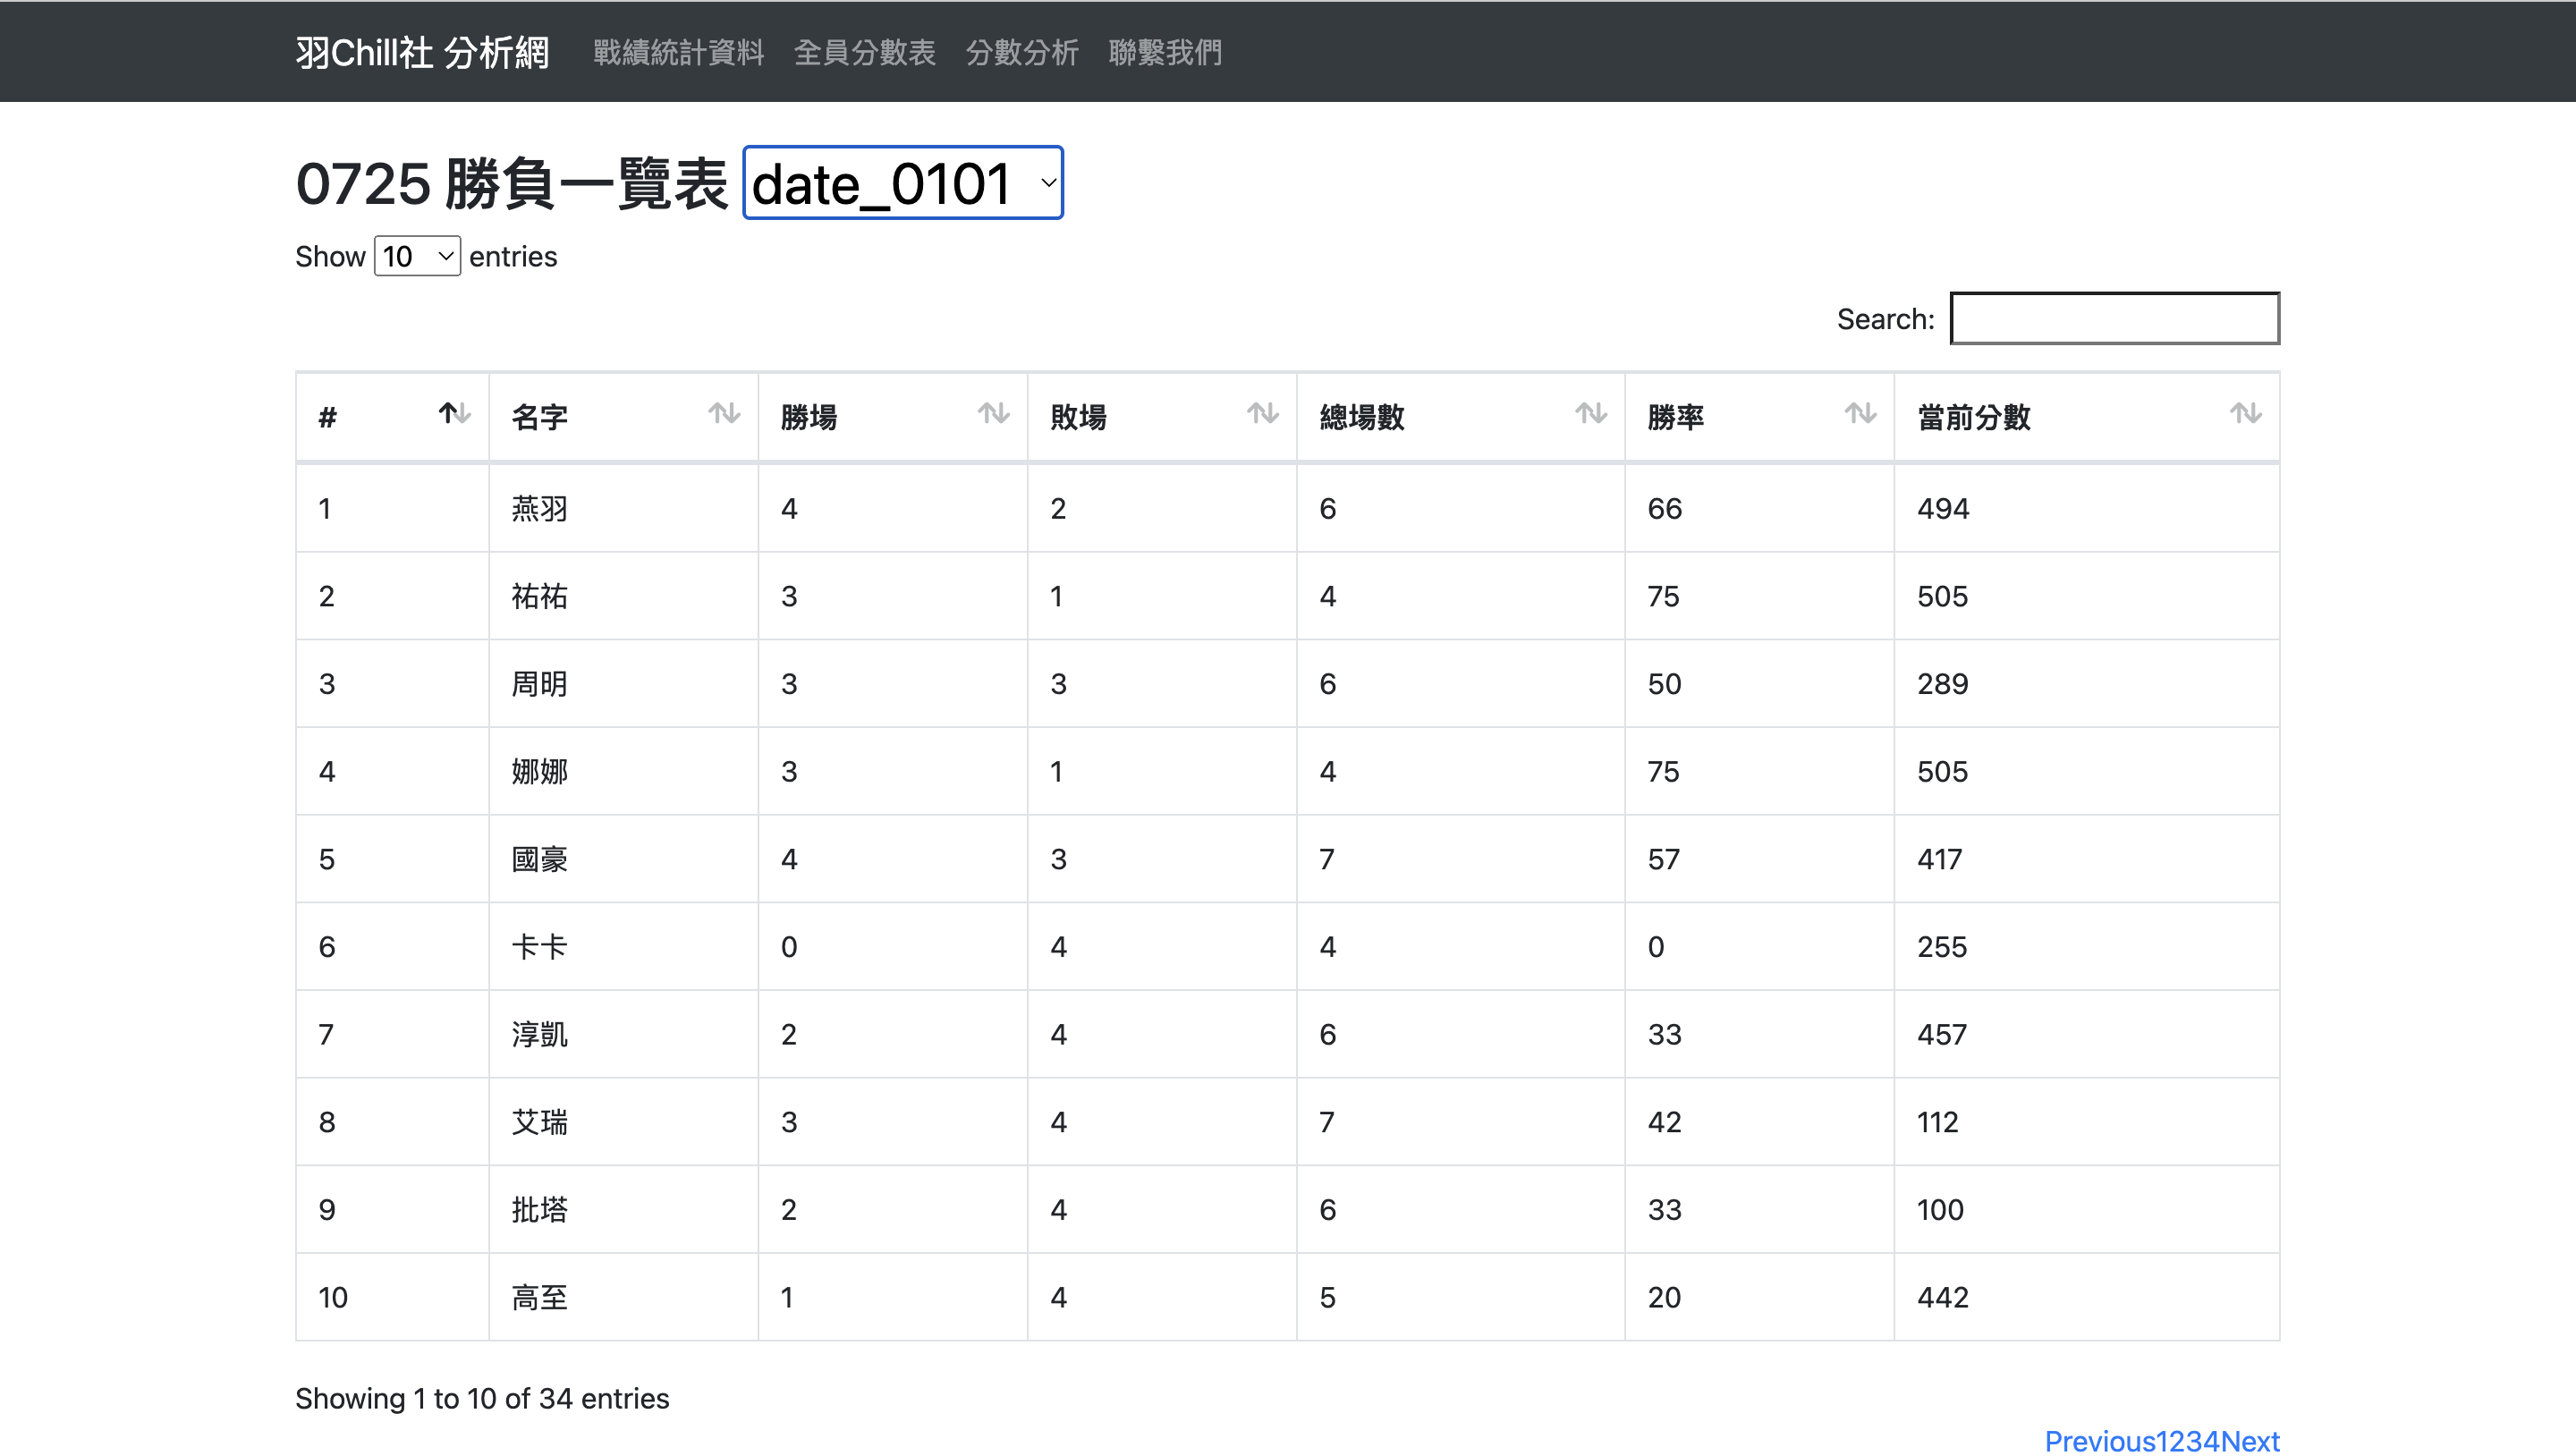 羽Chill社 分析網 戰績統計資料 全員分數表 分數分析 聯繫我們
0725 勝負一覽表 date_0101
Show 10 entries
Search:
# 名字 勝場 敗場 總場數 勝率 當前分數
1 燕羽 4 2 6 66 494
2 祐祐 3 1 4 75 505
3 周明 3 3 6 50 289
4 娜娜 3 1 4 75 505
5 國豪 4 3 7 57 417
6 卡卡 0 4 4 0 255
7 淳凱 2 4 6 33 457
8 艾瑞 3 4 7 42 112
9 批塔 2 4 6 33 100
10 高至 1 4 5 20 442
Showing 1 to 10 of 34 entries
Previous1234Next